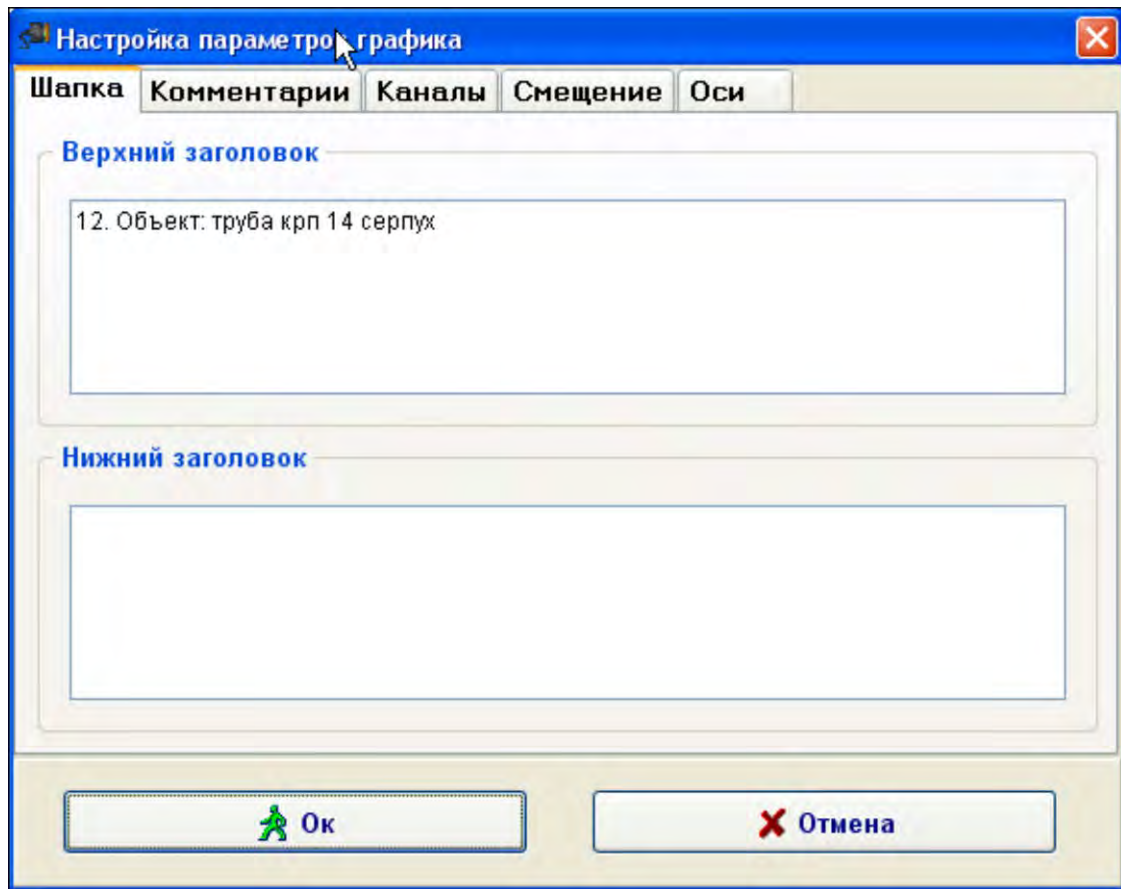 Настройка параметров графика
Шапка Комментарии Каналы Смещение Оси
Верхний заголовок
12. Объект: труба крп 14 серпух
Нижний заголовок
Ок Отмена